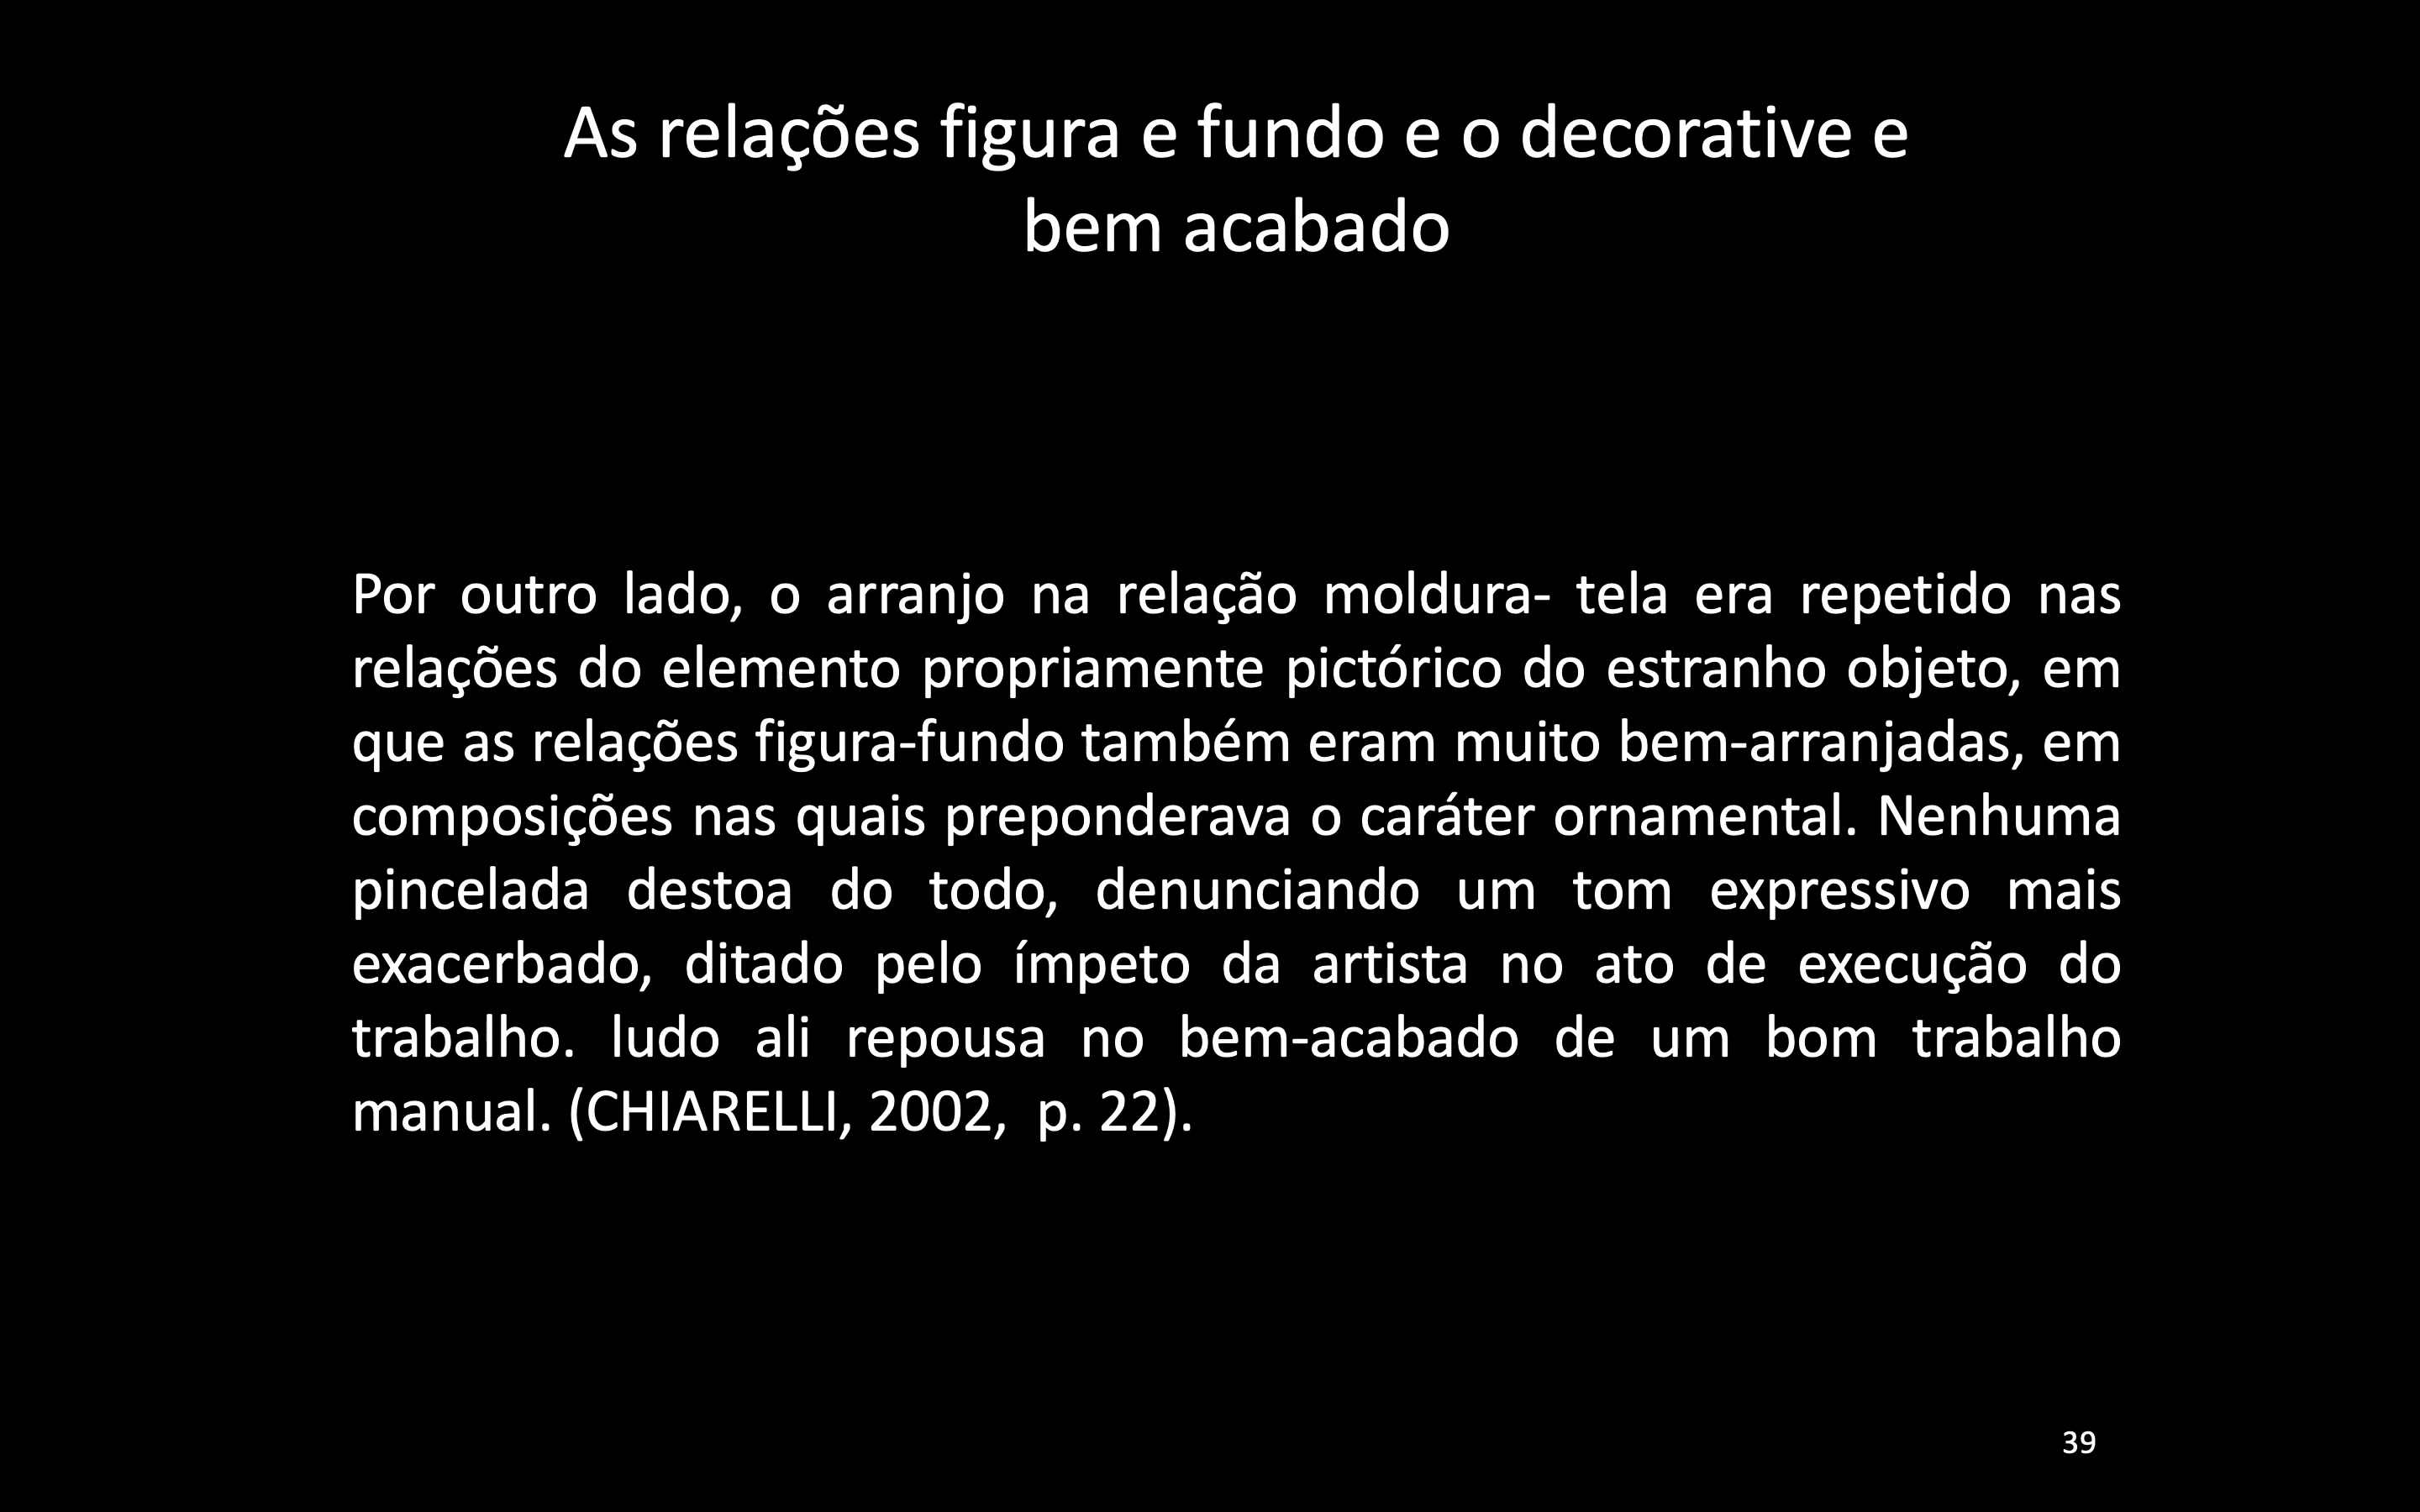 As relações figura e fundo e o decorative e
bem acabado
Por outro lado, o arranjo na relação moldura- tela era repetido nas
relações do elemento propriamente pictórico do estranho objeto, em
que as relações figura-fundo também eram muito bem-arranjadas, em
composições nas quais preponderava o caráter ornamental. Nenhuma
pincelada destoa do todo, denunciando um tom expressivo mais
exacerbado, ditado pelo ímpeto da artista no ato de execução do
trabalho. ludo ali repousa no bem-acabado de um bom trabalho
manual. (CHIARELLI, 2002,  p. 22).
39